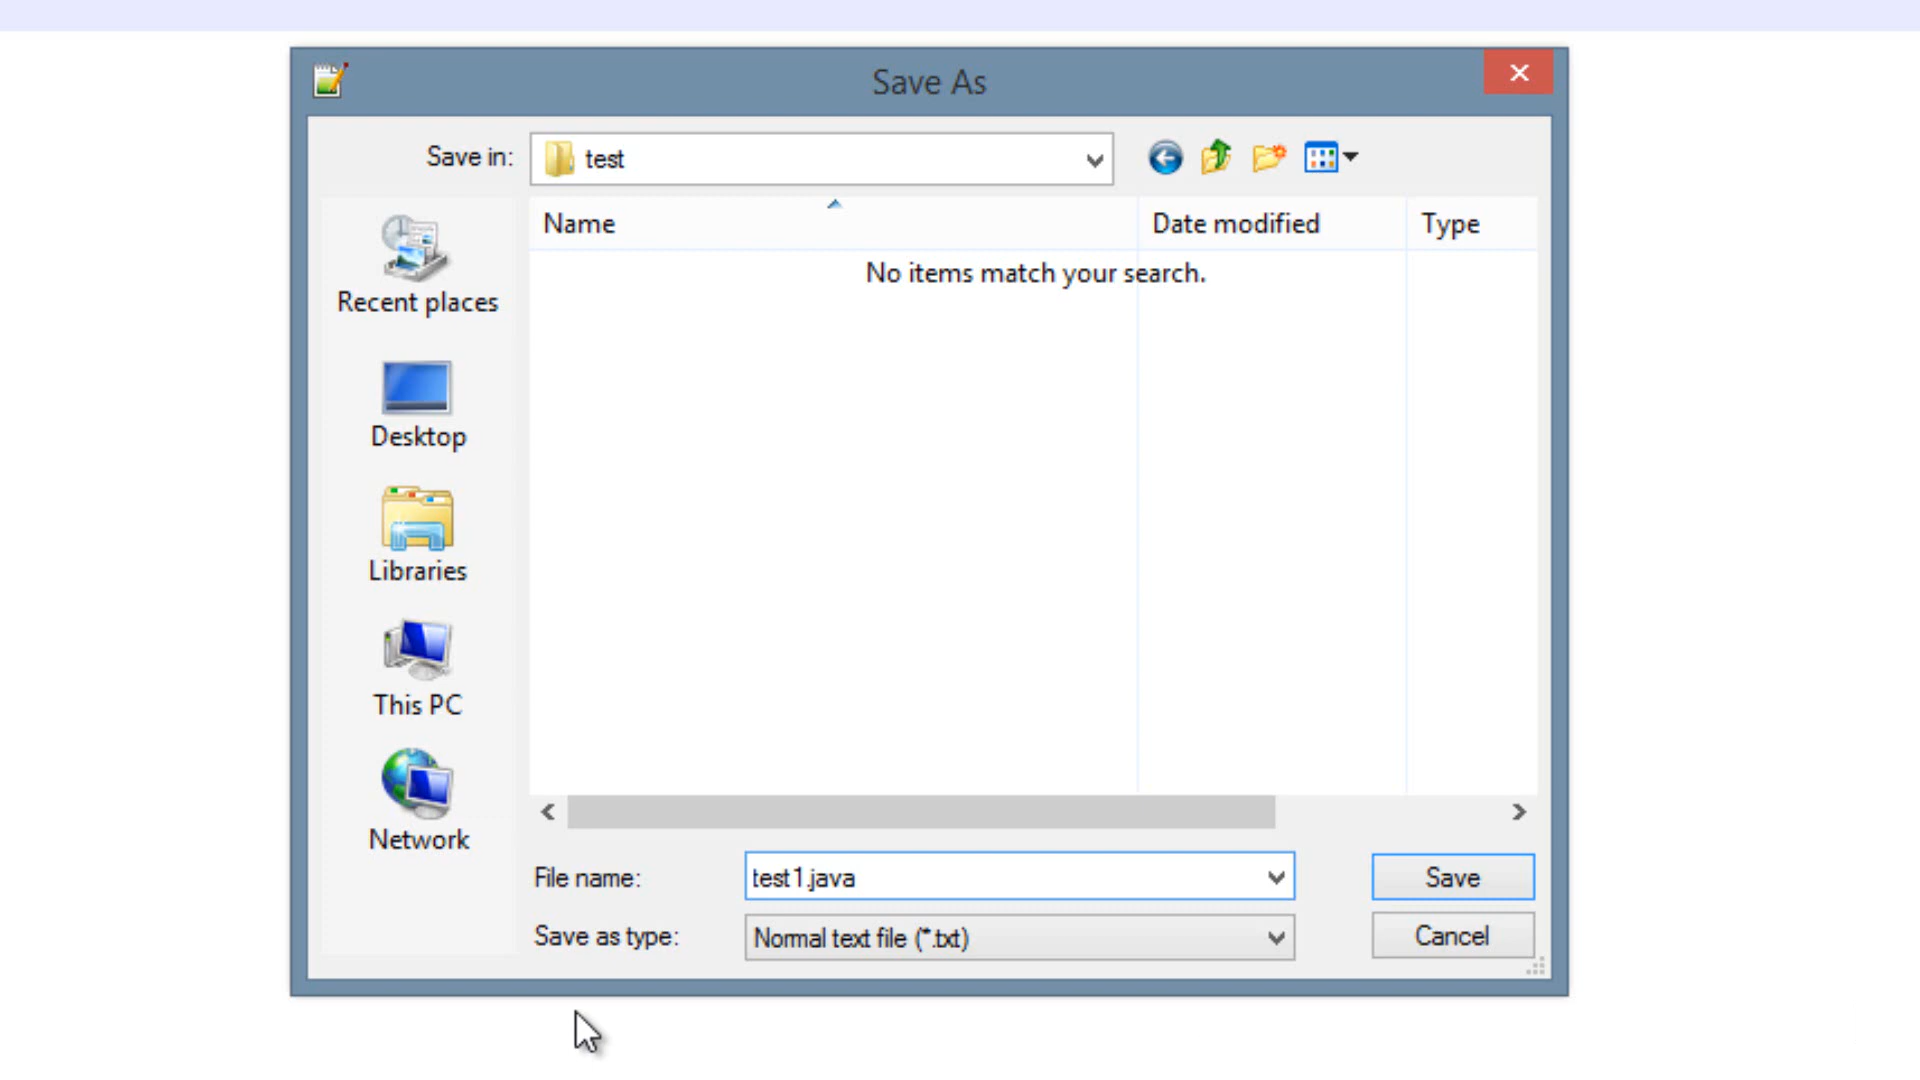 Save As
Save in:
test
Name
Date modified
Type
No items match your search.
Recent places
Desktop
Libraries
This PC
Network
File name:
test1.java
Save
Save as type:
Normal text file (*.txt)
Cancel